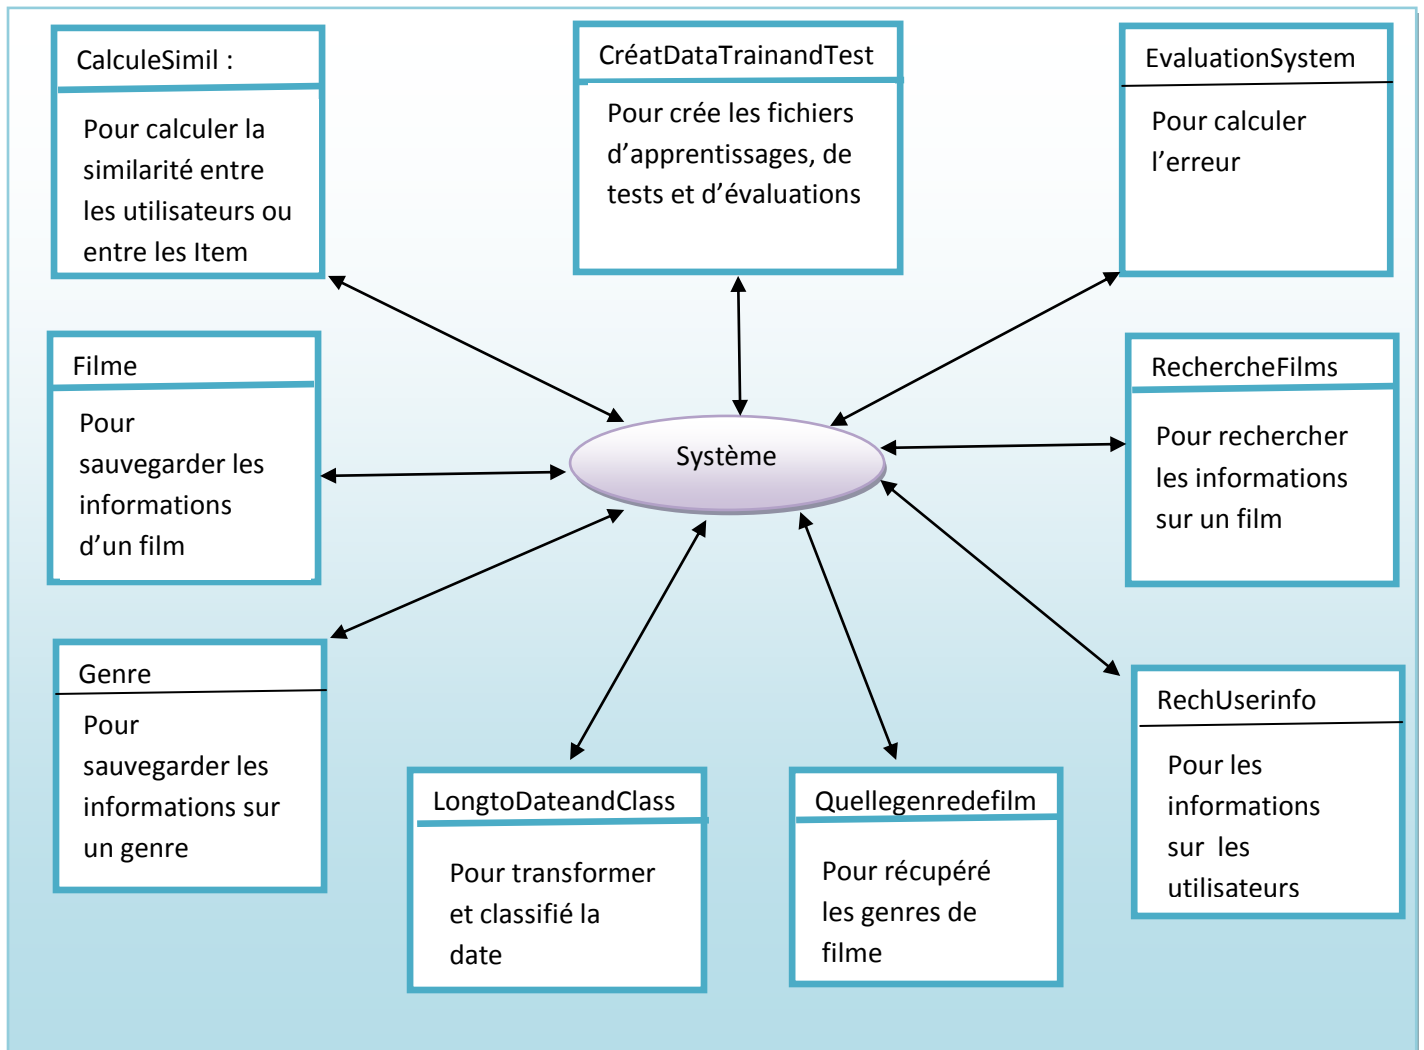 CalculeSimil :
Pour calculer la
similarité entre
les utilisateurs ou
entre les Item
CréatDataTrainandTest
Pour crée les fichiers
d’apprentissages, de
tests et d’évaluations
EvaluationSystem
Pour calculer
l’erreur
Filme
Pour
sauvegarder les
informations
d’un film
Système
RechercheFilms
Pour rechercher
les informations
sur un film
Genre
Pour
sauvegarder les
informations sur
un genre
LongtoDateandClass
Pour transformer
et classifié la
date
Quellegenredefilm
Pour récupéré
les genres de
filme
RechUserinfo
Pour les
informations
sur les
utilisateurs